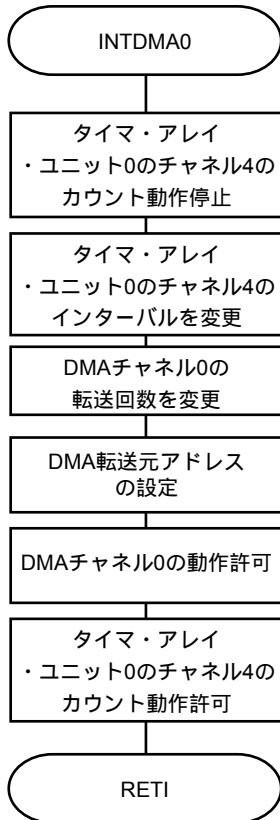 INTDMA0
タイマ・アレイ
・ユニット0のチャネル4の
カウント動作停止
タイマ・アレイ
・ユニット0のチャネル4の
インターバルを変更
DMAチャネル0の
転送回数を変更
DMA転送元アドレス
の設定
DMAチャネル0の動作許可
タイマ・アレイ
・ユニット0のチャネル4の
カウント動作許可
RETI